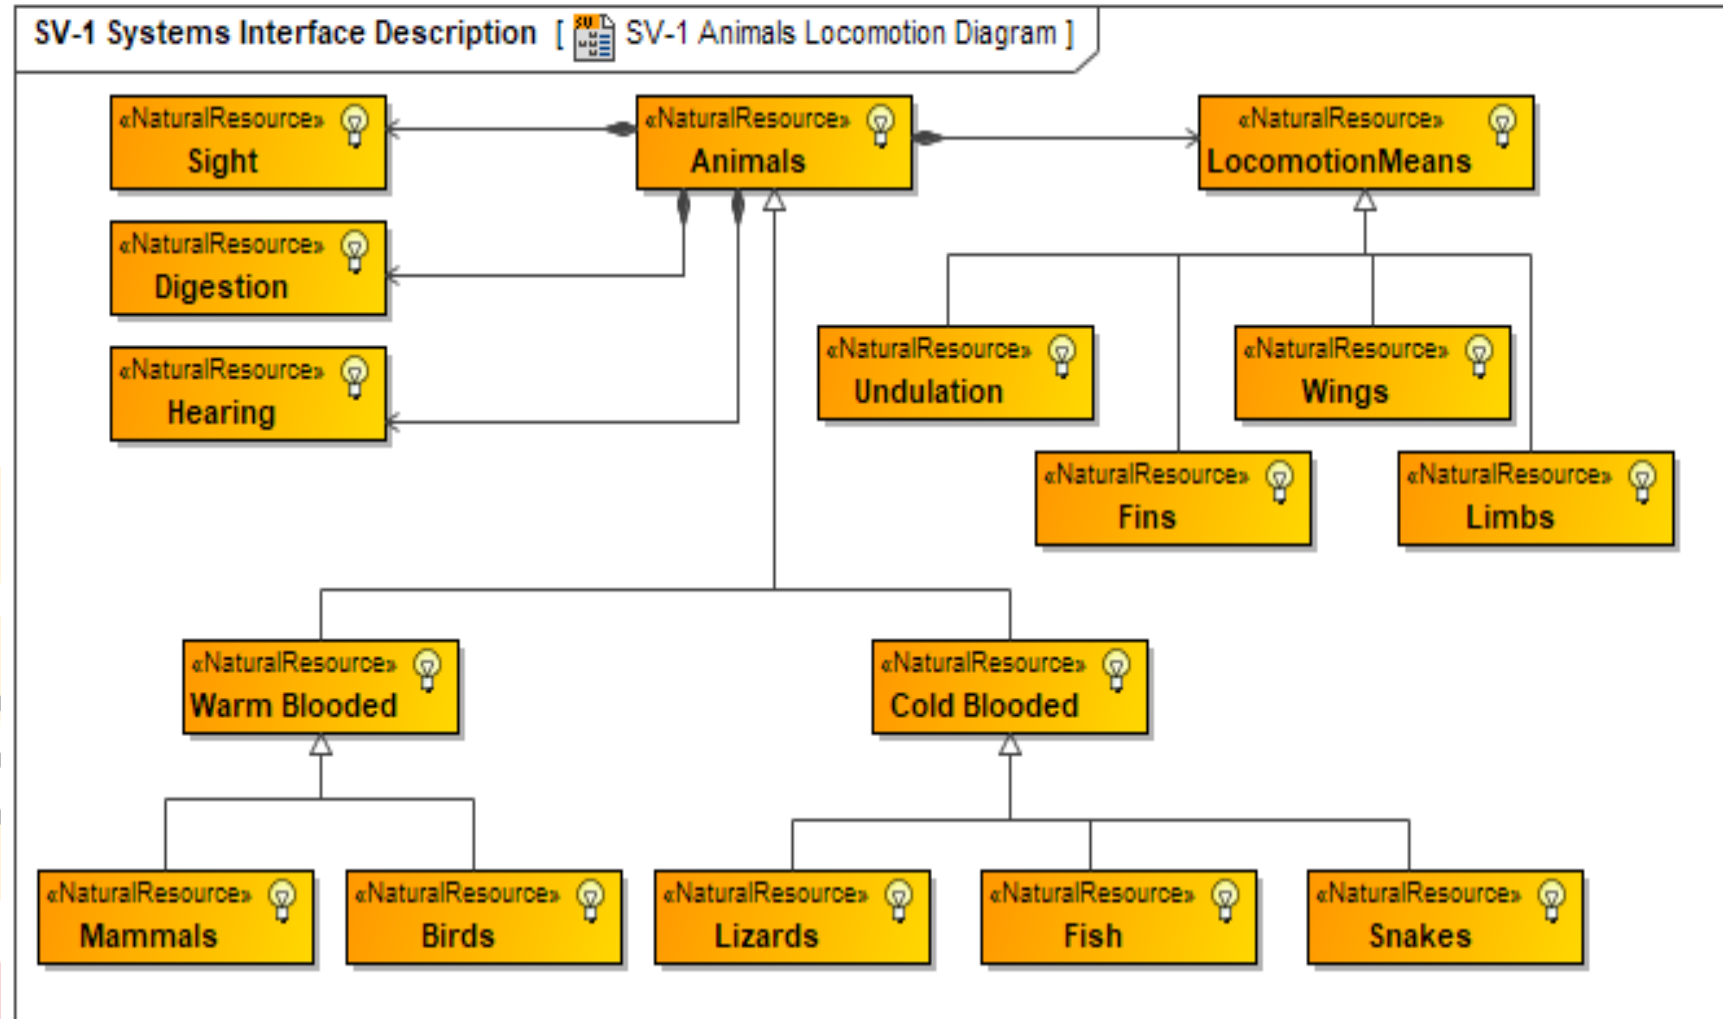 SV-1 Systems Interface Description [ SV-1 Animals Locomotion Diagram ]
«NaturalResource»
Sight
«NaturalResource»
Animals
«NaturalResource»
LocomotionMeans
«NaturalResource»
Digestion
«NaturalResource»
Hearing
«NaturalResource»
Undulation
«NaturalResource»
Wings
«NaturalResource»
Fins
«NaturalResource»
Limbs
«NaturalResource»
Warm Blooded
«NaturalResource»
Cold Blooded
«NaturalResource»
Mammals
«NaturalResource»
Birds
«NaturalResource»
Lizards
«NaturalResource»
Fish
«NaturalResource»
Snakes